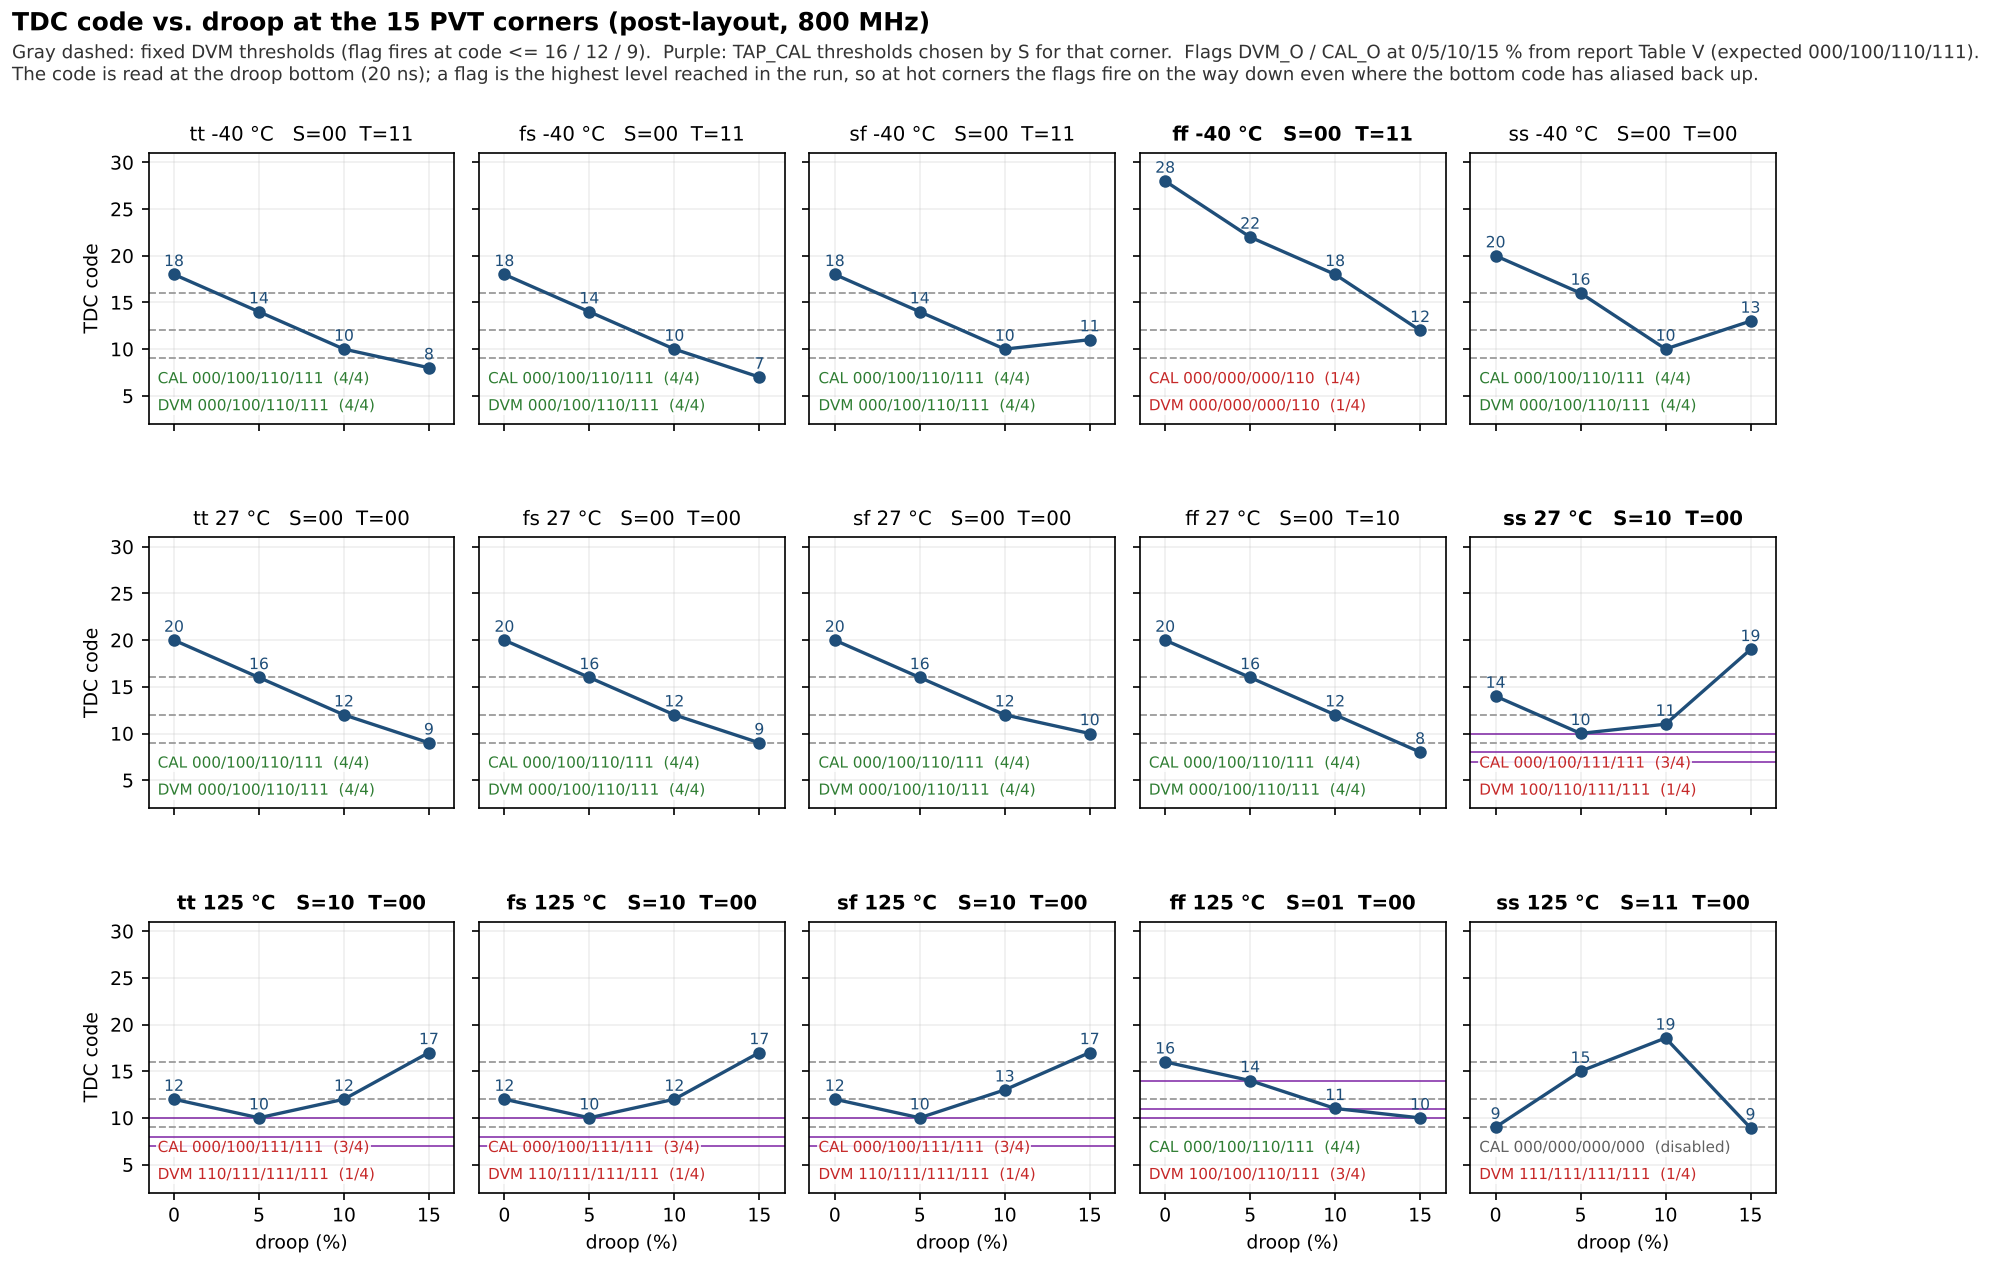 TDC code vs. droop at the 15 PVT corners (post-layout, 800 MHz)
Gray dashed: fixed DVM thresholds (flag fires at code <= 16 / 12 / 9).  Purple: TAP_CAL thresholds chosen by S for that corner.  Flags DVM_O / CAL_O at 0/5/10/15 % from report Table V (expected 000/100/110/111).
The code is read at the droop bottom (20 ns); a flag is the highest level reached in the run, so at hot corners the flags fire on the way down even where the bottom code has aliased back up.
tt -40 °C   S=00  T=11
30
25
20
15
10
5
TDC code
18
14
10
8
CAL 000/100/110/111  (4/4)
DVM 000/100/110/111  (4/4)
fs -40 °C   S=00  T=11
18
14
10
7
CAL 000/100/110/111  (4/4)
DVM 000/100/110/111  (4/4)
sf -40 °C   S=00  T=11
18
14
10
11
CAL 000/100/110/111  (4/4)
DVM 000/100/110/111  (4/4)
ff -40 °C   S=00  T=11
28
22
18
12
CAL 000/000/000/110  (1/4)
DVM 000/000/000/110  (1/4)
ss -40 °C   S=00  T=00
20
16
10
13
CAL 000/100/110/111  (4/4)
DVM 000/100/110/111  (4/4)
tt 27 °C   S=00  T=00
30
25
20
15
10
5
TDC code
20
16
12
9
CAL 000/100/110/111  (4/4)
DVM 000/100/110/111  (4/4)
fs 27 °C   S=00  T=00
20
16
12
9
CAL 000/100/110/111  (4/4)
DVM 000/100/110/111  (4/4)
sf 27 °C   S=00  T=00
20
16
12
10
CAL 000/100/110/111  (4/4)
DVM 000/100/110/111  (4/4)
ff 27 °C   S=00  T=10
20
16
12
8
CAL 000/100/110/111  (4/4)
DVM 000/100/110/111  (4/4)
ss 27 °C   S=10  T=00
14
10
11
19
CAL 000/100/111/111  (3/4)
DVM 100/110/111/111  (1/4)
tt 125 °C   S=10  T=00
30
25
20
15
10
5
TDC code
12
10
12
17
CAL 000/100/111/111  (3/4)
DVM 110/111/111/111  (1/4)
0 5 10 15
droop (%)
fs 125 °C   S=10  T=00
12
10
12
17
CAL 000/100/111/111  (3/4)
DVM 110/111/111/111  (1/4)
0 5 10 15
droop (%)
sf 125 °C   S=10  T=00
12
10
13
17
CAL 000/100/111/111  (3/4)
DVM 110/111/111/111  (1/4)
0 5 10 15
droop (%)
ff 125 °C   S=01  T=00
16
14
11
10
CAL 000/100/110/111  (4/4)
DVM 100/100/110/111  (3/4)
0 5 10 15
droop (%)
ss 125 °C   S=11  T=00
9
15
19
9
CAL 000/000/000/000  (disabled)
DVM 111/111/111/111  (1/4)
0 5 10 15
droop (%)